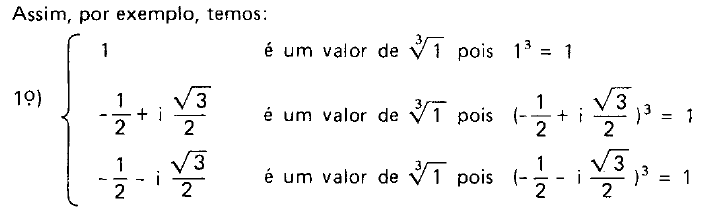 Assim, por exemplo, temos:
1º) { 1 é um valor de ∛1 pois 1³ = 1
-1/2 + i √3/2 é um valor de ∛1 pois (-1/2 + i √3/2)³ = 1
-1/2 - i √3/2 é um valor de ∛1 pois (-1/2 - i √3/2)³ = 1